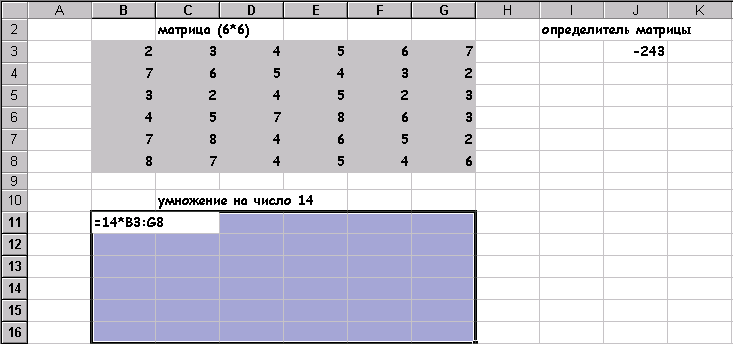 A B C D E F G H I J K
2 матрица (6*6) определитель матрицы
3 2 3 4 5 6 7 -243
4 7 6 5 4 3 2
5 3 2 4 5 2 3
6 4 5 7 8 6 3
7 7 8 4 6 5 2
8 8 7 4 5 4 6
9
10 умножение на число 14
11 =14*B3:G8
12
13
14
15
16